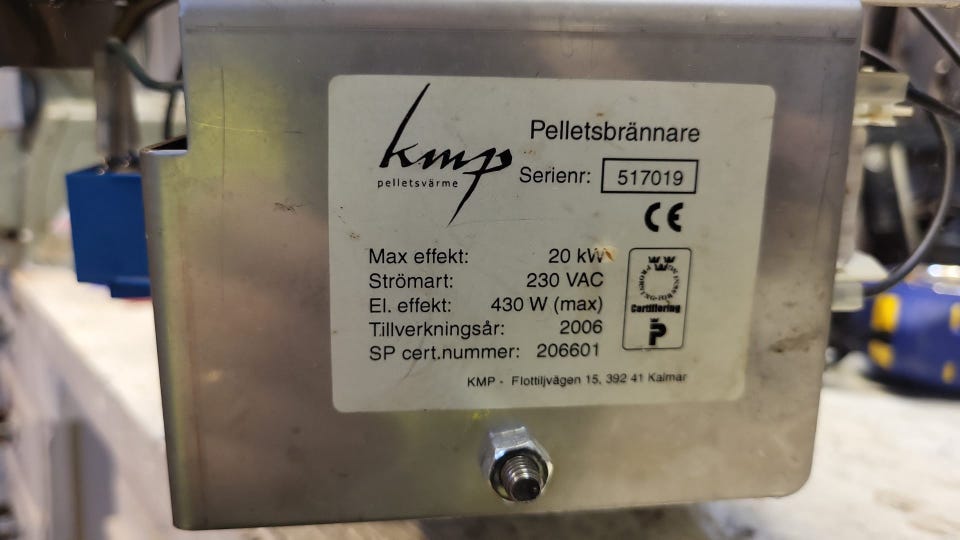 kmp
pelletsvärme
Pelletsbrännare
Serienr: 517019
CE
Max effekt: 20 kW
Strömart: 230 VAC
El. effekt: 430 W (max)
Tillverkningsår: 2006
SP cert.nummer: 206601
Certifiering
P
KMP - Flottiljvägen 15, 392 41 Kalmar